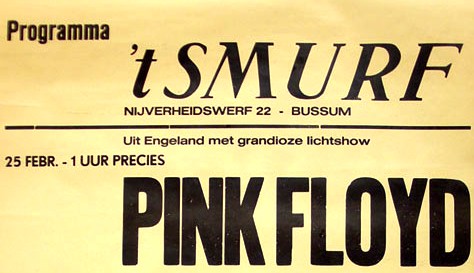 Programma
't SMURF
NIJVERHEIDSWERF 22 - BUSSUM
Uit Engeland met grandioze lichtshow
25 FEBR. - 1 UUR PRECIES
PINK FLOYD